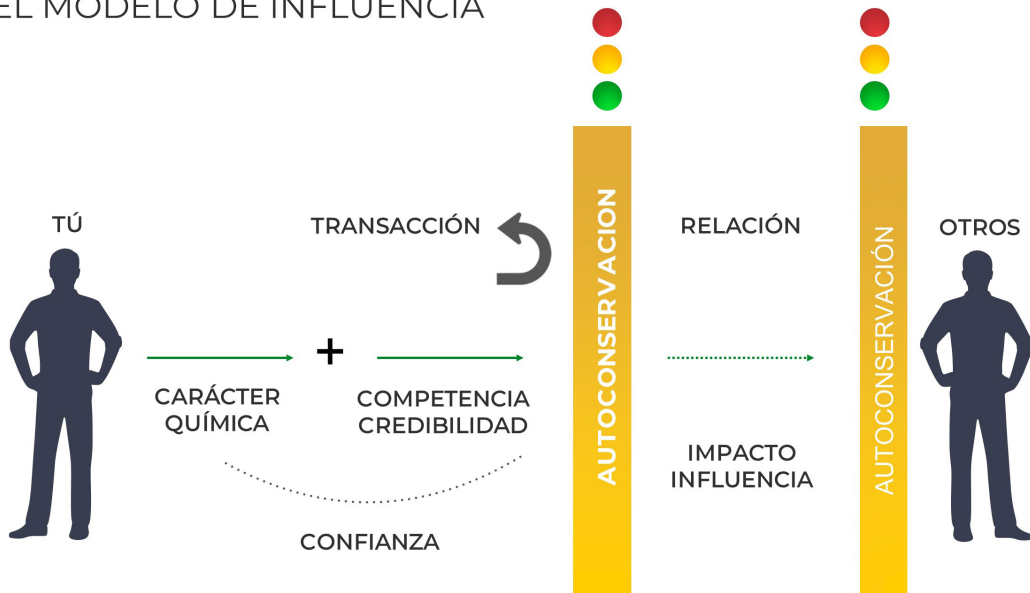 EL MODELO DE INFLUENCIA
TÚ
TRANSACCIÓN
RELACIÓN
OTROS
+
CARÁCTER
QUÍMICA
COMPETENCIA
CREDIBILIDAD
AUTOCONSERVACION
IMPACTO
INFLUENCIA
AUTOCONSERVACIÓN
CONFIANZA